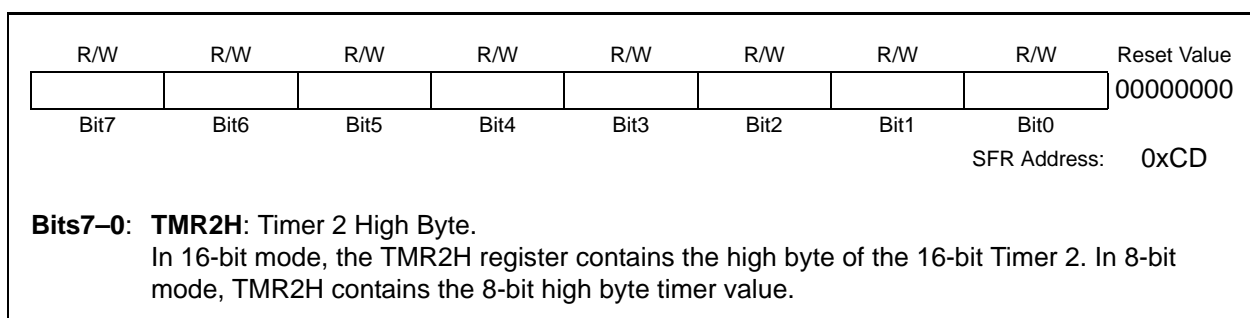 R/W R/W R/W R/W R/W R/W R/W R/W Reset Value
00000000
Bit7 Bit6 Bit5 Bit4 Bit3 Bit2 Bit1 Bit0
SFR Address: 0xCD
Bits7–0: TMR2H: Timer 2 High Byte.
In 16-bit mode, the TMR2H register contains the high byte of the 16-bit Timer 2. In 8-bit
mode, TMR2H contains the 8-bit high byte timer value.